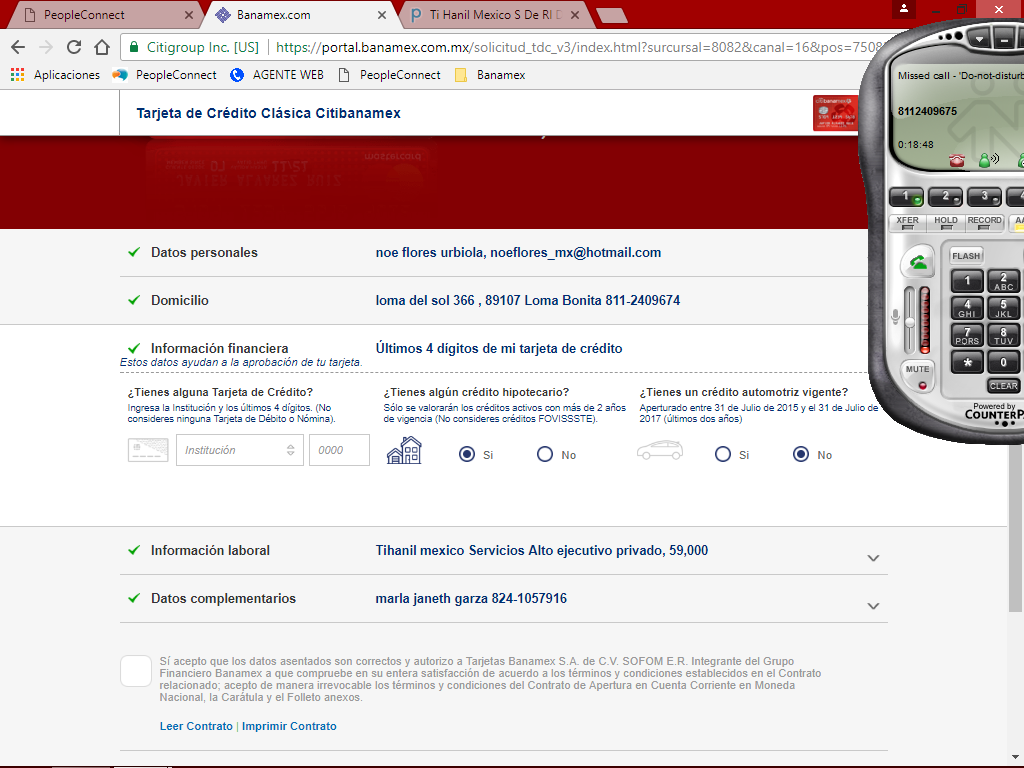 PeopleConnect
Banamex.com
Ti Hanil Mexico S De Rl D
Citigroup Inc. [US]
https://portal.banamex.com.mx/solicitud_tdc_v3/index.html?sursursal=8082&canal=16&pos=7508
Aplicaciones
PeopleConnect
AGENTE WEB
PeopleConnect
Banamex
Tarjeta de Crédito Clásica Citibanamex
Missed call - 'Do-not-disturb
8112409675
0:18:48
1
2
3
4
XFER
HOLD
RECORD
AA
FLASH
1
2
ABC
4
GHI
5
JKL
7
PQRS
8
TUV
*
0
MUTE
CLEAR
Powered by
COUNTERP
Datos personales
noe flores urbiola, noeflores_mx@hotmail.com
Domicilio
loma del sol 366 , 89107 Loma Bonita 811-2409674
Información financiera
Últimos 4 dígitos de mi tarjeta de crédito
Estos datos ayudan a la aprobación de tu tarjeta.
¿Tienes alguna Tarjeta de Crédito?
Ingresa la Institución y los últimos 4 dígitos. (No
consideres ninguna Tarjeta de Débito o Nómina).
Institución
0000
¿Tienes algún crédito hipotecario?
Sólo se valorarán los créditos activos con más de 2 años
de vigencia (No consideres créditos FOVISSSTE).
Si
No
¿Tienes un crédito automotriz vigente?
Aperturado entre 31 de Julio de 2015 y el 31 de Julio de
2017 (últimos dos años)
Si
No
Información laboral
Tihanil mexico Servicios Alto ejecutivo privado, 59,000
Datos complementarios
marla janeth garza 824-1057916
Sí acepto que los datos asentados son correctos y autorizo a Tarjetas Banamex S.A. de C.V. SOFOM E.R. Integrante del Grupo
Financiero Banamex a que compruebe en su entera satisfacción de acuerdo a los términos y condiciones establecidos en el Contrato
relacionado; acepto de manera irrevocable los términos y condiciones del Contrato de Apertura en Cuenta Corriente en Moneda
Nacional, la Carátula y el Folleto anexos.
Leer Contrato | Imprimir Contrato